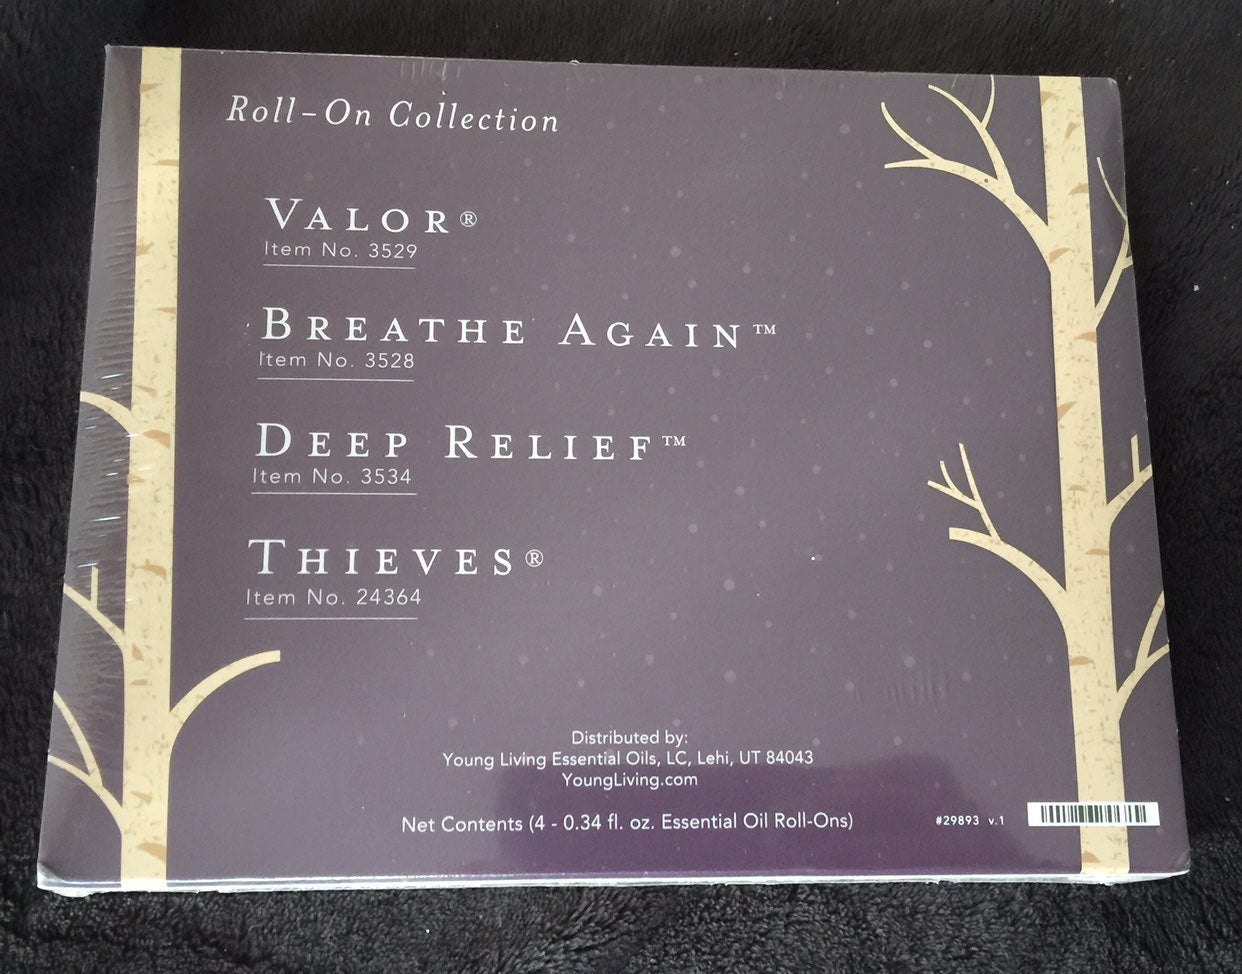 Roll-On Collection
VALOR®
Item No. 3529
BREATHE AGAIN™
Item No. 3528
DEEP RELIEF™
Item No. 3534
THIEVES®
Item No. 24364
Distributed by:
Young Living Essential Oils, LC, Lehi, UT 84043
YoungLiving.com
Net Contents (4 - 0.34 fl. oz. Essential Oil Roll-Ons)
#29893 v.1